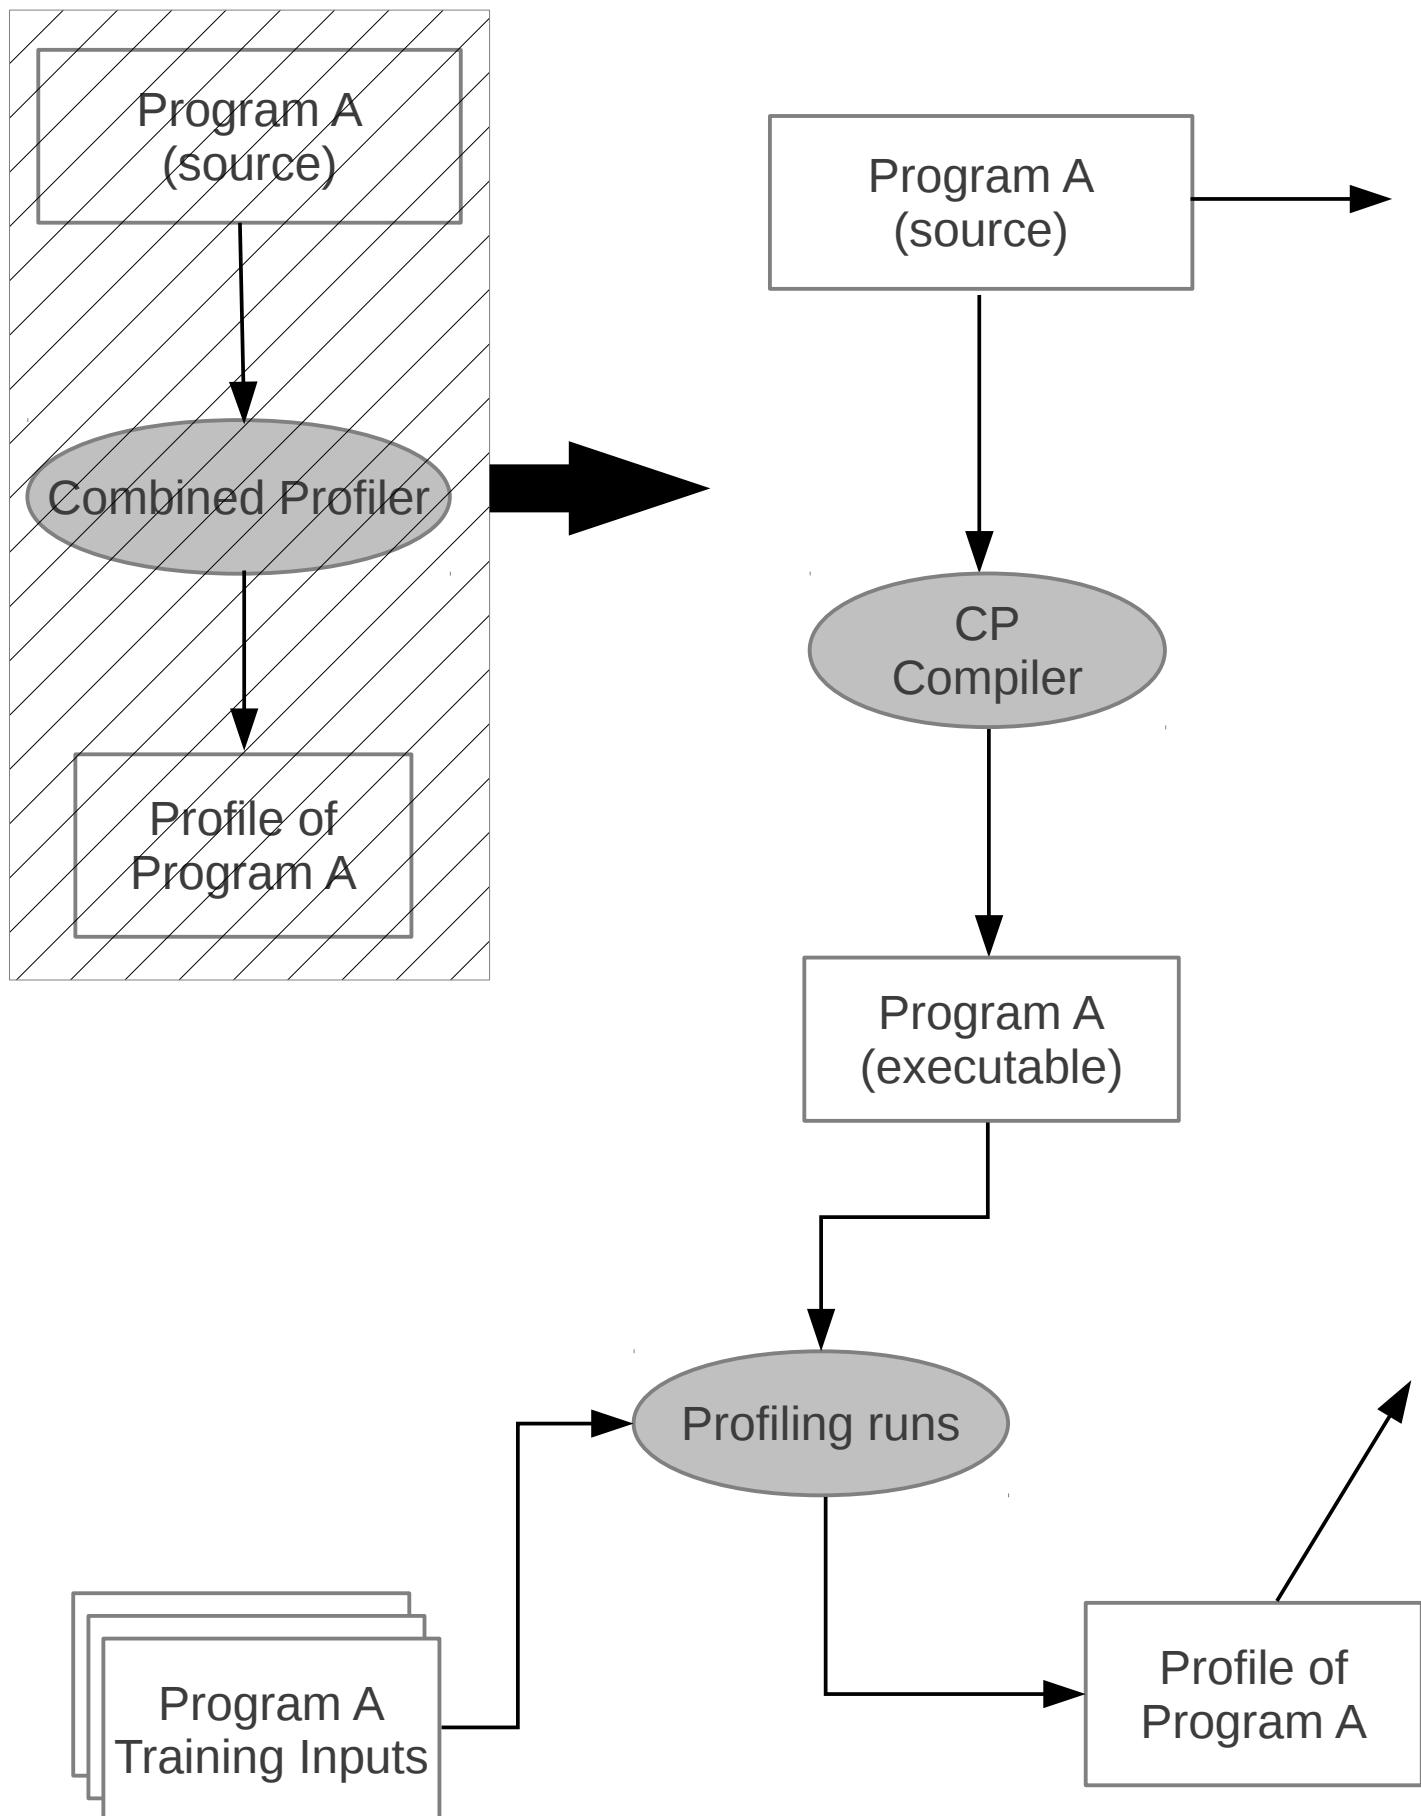 Program A
(source)
Combined Profiler
Profile of
Program A
Program A
(source)
CP
Compiler
Program A
(executable)
Profiling runs
Program A
Training Inputs
Profile of
Program A